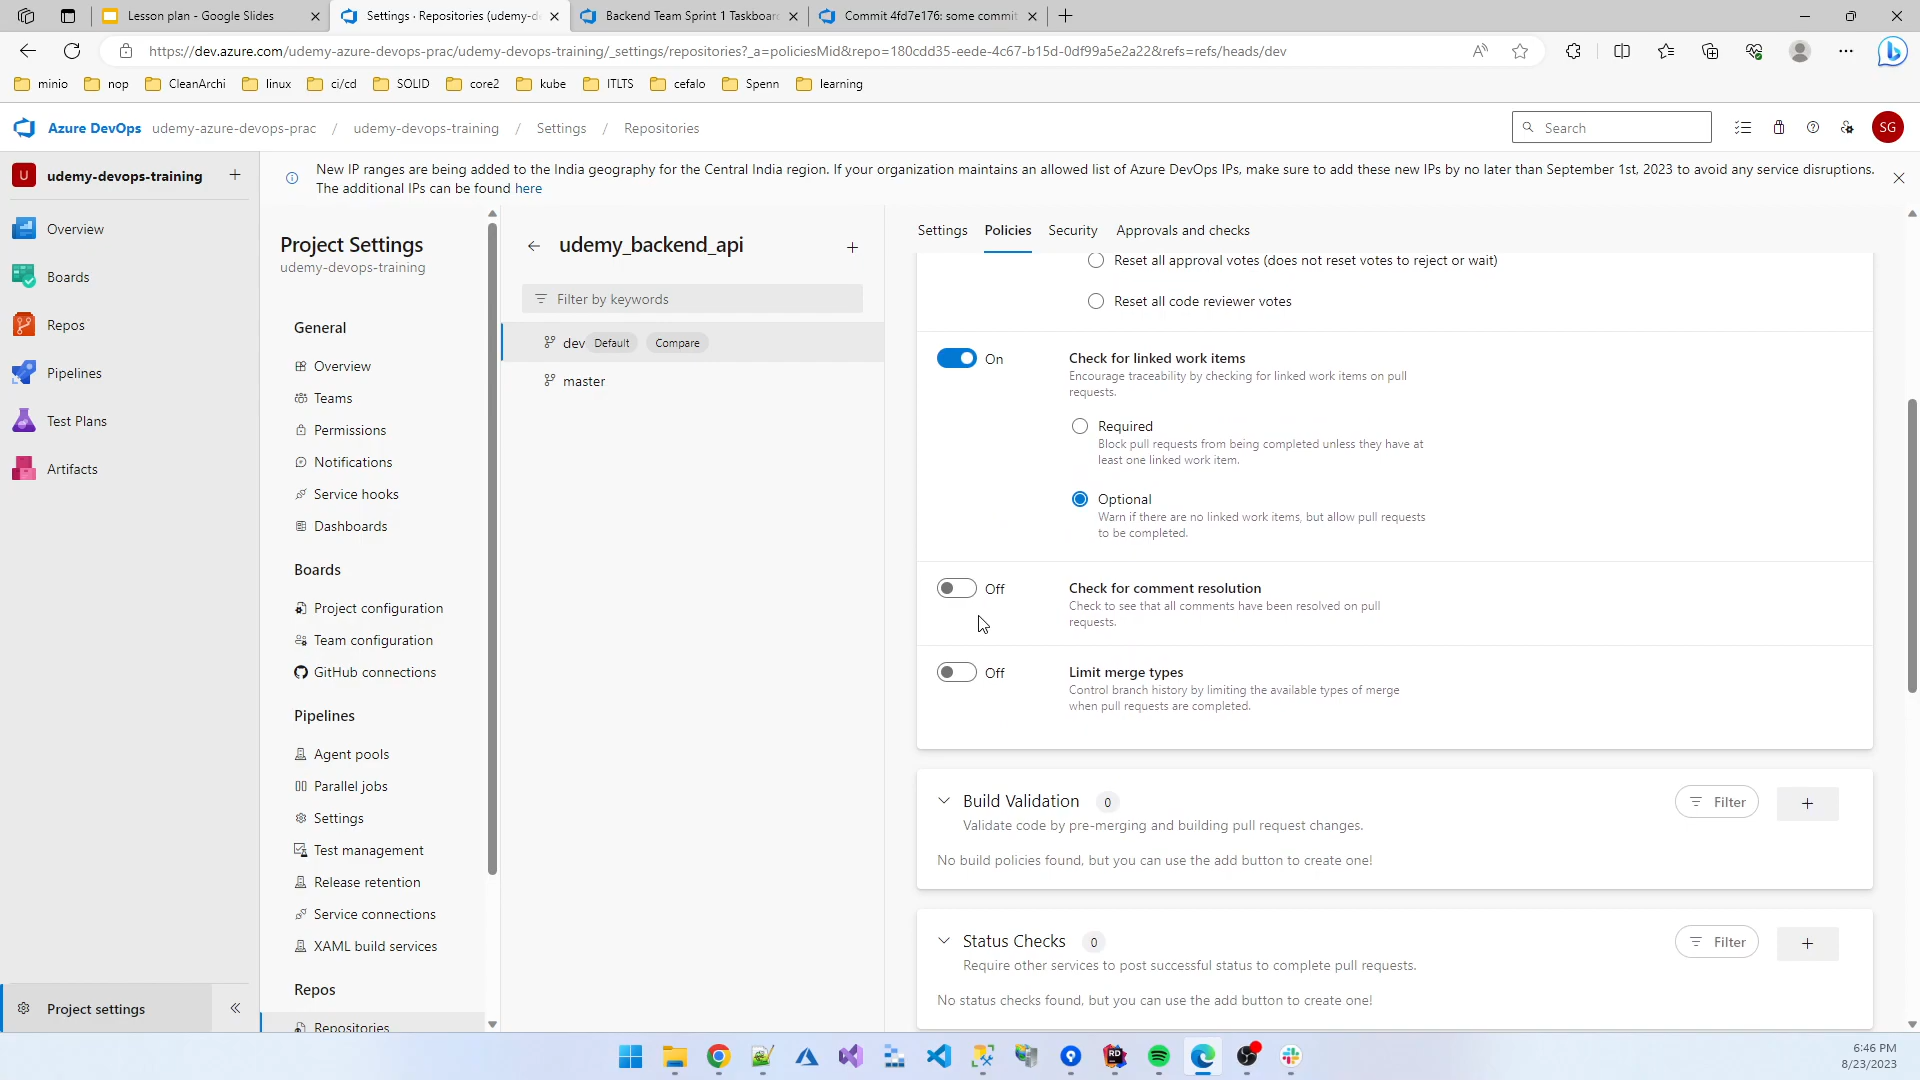 Lesson plan - Google Slides
Settings · Repositories (udemy-d
Backend Team Sprint 1 Taskboar
Commit 4fd7e176: some commit
https://dev.azure.com/udemy-azure-devops-prac/udemy-devops-training/_settings/repositories?_a=policiesMid&repo=180cdd35-eede-4c67-b15d-0df99a5e2a22&refs=refs/heads/dev
minio nop CleanArchi linux ci/cd SOLID core2 kube ITLTS cefalo Spenn learning
Azure DevOps udemy-azure-devops-prac / udemy-devops-training / Settings / Repositories
Search
SG
U udemy-devops-training
Overview
Boards
Repos
Pipelines
Test Plans
Artifacts
Project settings
New IP ranges are being added to the India geography for the Central India region. If your organization maintains an allowed list of Azure DevOps IPs, make sure to add these new IPs by no later than September 1st, 2023 to avoid any service disruptions.
The additional IPs can be found here
Project Settings
udemy-devops-training
General
Overview
Teams
Permissions
Notifications
Service hooks
Dashboards
Boards
Project configuration
Team configuration
GitHub connections
Pipelines
Agent pools
Parallel jobs
Settings
Test management
Release retention
Service connections
XAML build services
Repos
Repositories
udemy_backend_api
Filter by keywords
dev Default Compare
master
Settings Policies Security Approvals and checks
Reset all approval votes (does not reset votes to reject or wait)
Reset all code reviewer votes
On Check for linked work items
Encourage traceability by checking for linked work items on pull
requests.
Required
Block pull requests from being completed unless they have at
least one linked work item.
Optional
Warn if there are no linked work items, but allow pull requests
to be completed.
Off Check for comment resolution
Check to see that all comments have been resolved on pull
requests.
Off Limit merge types
Control branch history by limiting the available types of merge
when pull requests are completed.
Build Validation 0
Filter
Validate code by pre-merging and building pull request changes.
No build policies found, but you can use the add button to create one!
Status Checks 0
Filter
Require other services to post successful status to complete pull requests.
No status checks found, but you can use the add button to create one!
6:46 PM
8/23/2023